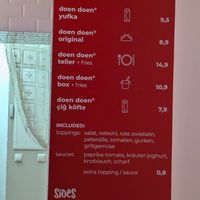 doen doen®
yufka 9,5
doen doen®
original 8,9
doen doen®
teller + fries 14,9
doen doen®
box + fries 10,9
doen doen®
çiğ köfte 7,9
INCLUDED:
toppings: salat, rotkohl, rote zwiebeln,
petersilie, tomaten, gurken,
grillgemüse
sauces: paprika-tomate, kräuter-joghurt,
knoblauch, scharf
extra topping / sauce 0,8
SIDES